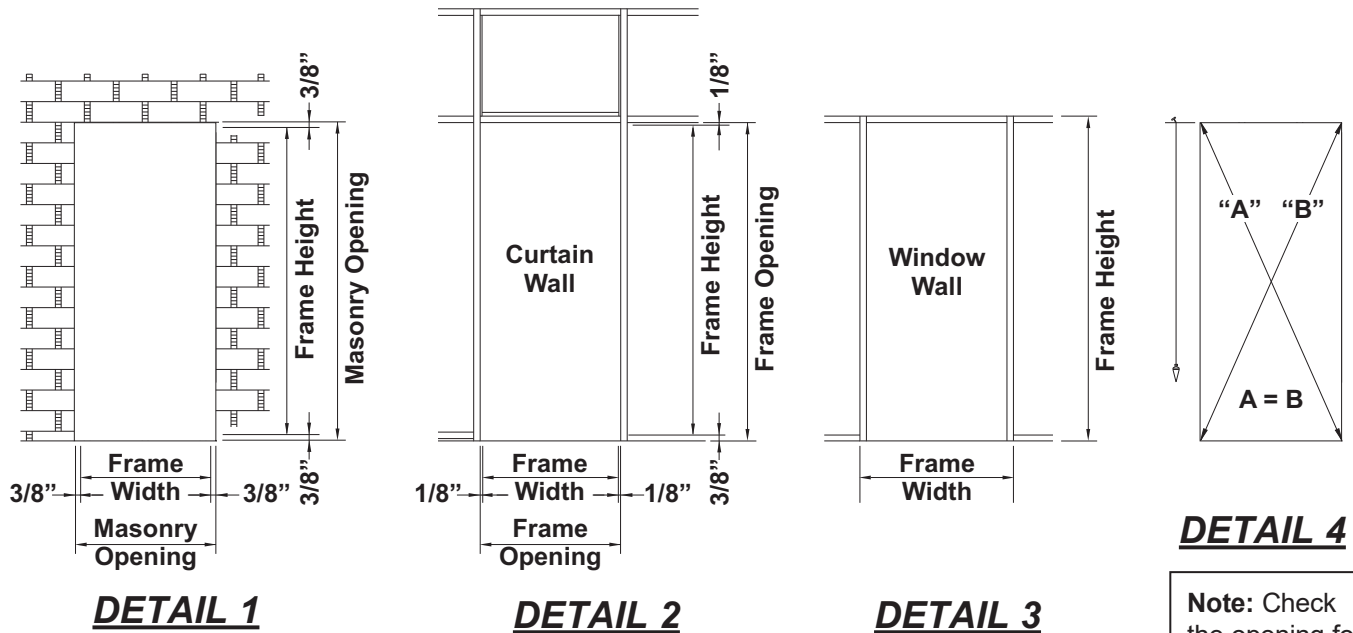 3/8”
Frame Height
Masonry Opening
3/8”
Frame
Width
3/8”
3/8”
Masonry
Opening
DETAIL 1
1/8”
Curtain
Wall
Frame Height
Frame Opening
3/8”
Frame
Width
1/8”
1/8”
Frame
Opening
DETAIL 2
Window
Wall
Frame Height
Frame
Width
DETAIL 3
“A” “B”
A = B
DETAIL 4
Note: Check